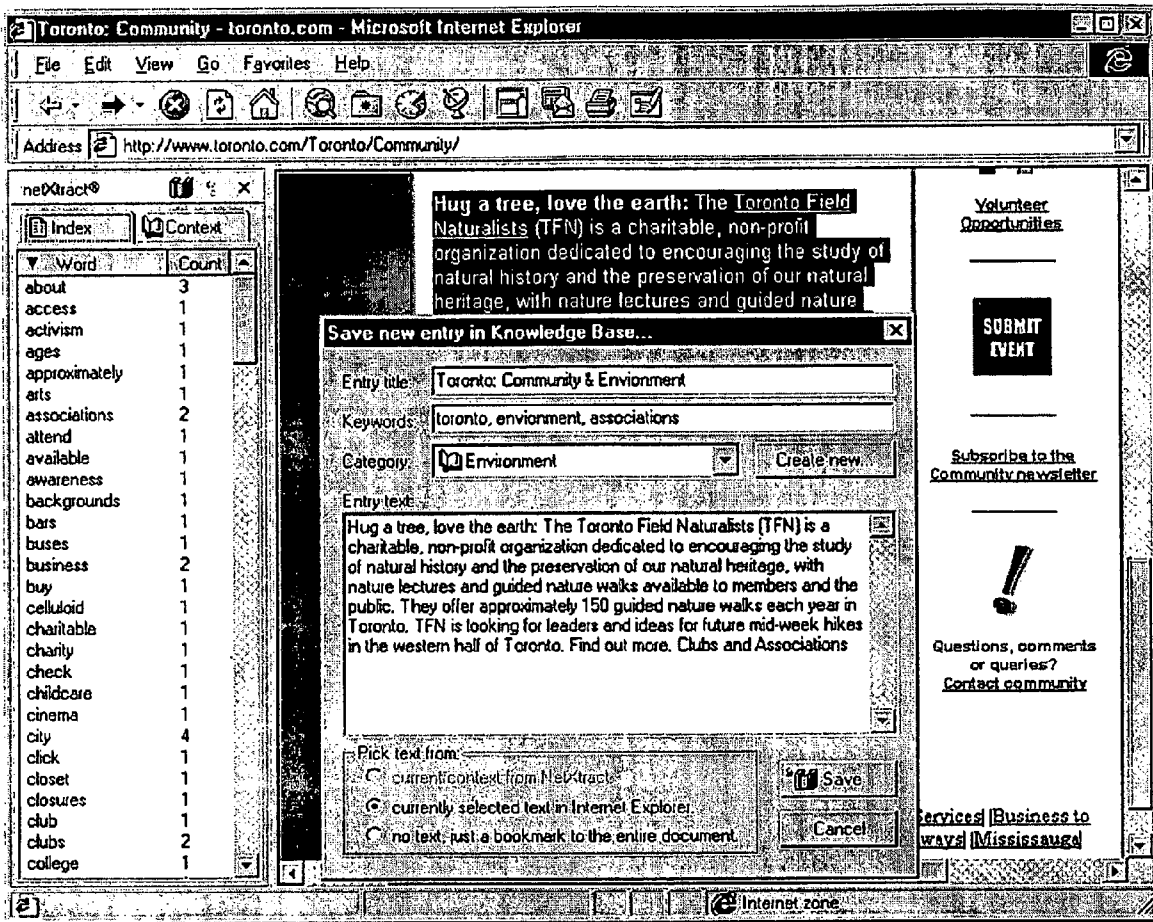 Toronto: Community - toronto.com - Microsoft Internet Explorer
File Edit View Go Favorites Help
Address http://www.toronto.com/Toronto/Community/
netXtract®
Index Context
Word Count
about 3
access 1
activism 1
ages 1
approximately 1
arts 1
associations 2
attend 1
available 1
awareness 1
backgrounds 1
bars 1
buses 1
business 2
buy 1
celluloid 1
charitable 1
charity 1
check 1
childcare 1
cinema 1
city 4
click 1
closet 1
closures 1
club 1
clubs 2
college 1
Hug a tree, love the earth: The Toronto Field
Naturalists (TFN) is a charitable, non-profit
organization dedicated to encouraging the study of
natural history and the preservation of our natural
heritage, with nature lectures and guided nature
Save new entry in Knowledge Base...
Entry title: Toronto: Community & Envionment
Keywords: toronto, envionment, associations
Category: Environment Create new...
Entry text:
Hug a tree, love the earth: The Toronto Field Naturalists (TFN) is a
charitable, non-profit organization dedicated to encouraging the study
of natural history and the preservation of our natural heritage, with
nature lectures and guided nature walks available to members and the
public. They offer approximately 150 guided nature walks each year in
Toronto. TFN is looking for leaders and ideas for future mid-week hikes
in the western half of Toronto. Find out more. Clubs and Associations
Pick text from:
current context from NetXtract
currently selected text in Internet Explorer
no text, just a bookmark to the entire document
Save
Cancel
Volunteer
Opportunities
SUBMIT
EVENT
Subscribe to the
Community newsletter
Questions, comments
or queries?
Contact community
Services| |Business to
ways| |Mississauga|
Internet zone